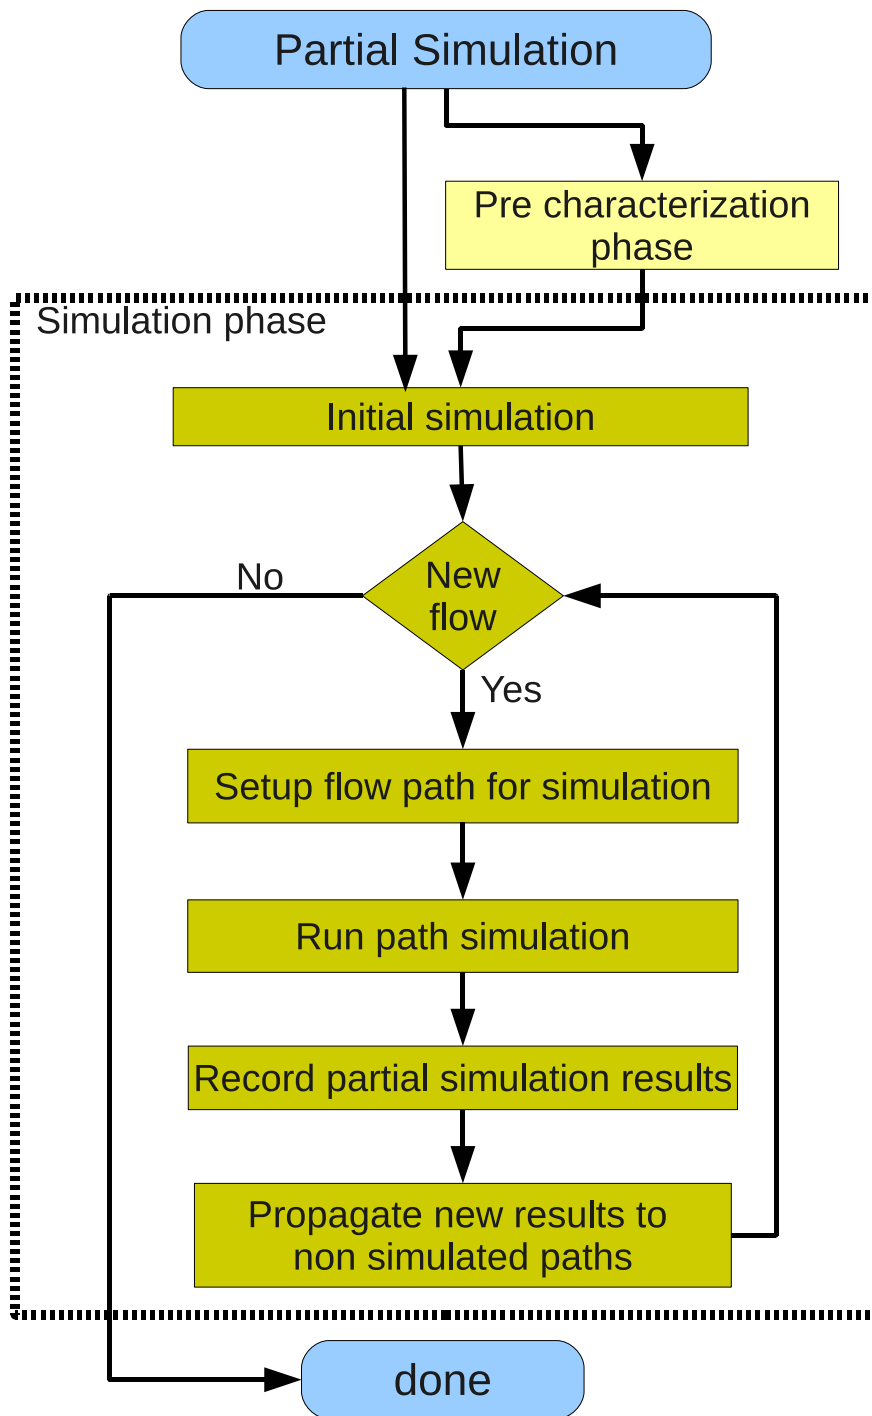 Partial Simulation
Pre characterization
phase
Simulation phase
Initial simulation
New
flow
No
Yes
Setup flow path for simulation
Run path simulation
Record partial simulation results
Propagate new results to
non simulated paths
done